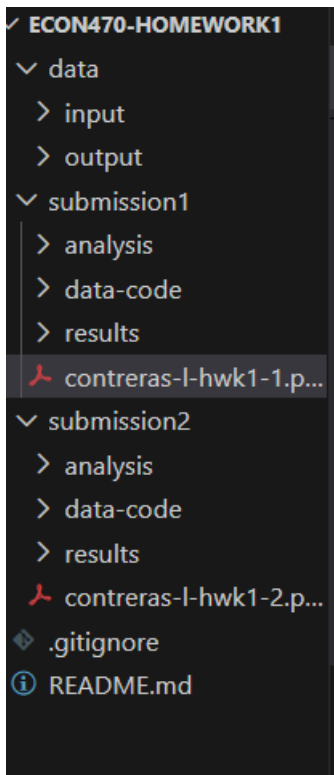 ECON470-HOMEWORK1
data
input
output
submission1
analysis
data-code
results
contreras-l-hwk1-1.p...
submission2
analysis
data-code
results
contreras-l-hwk1-2.p...
.gitignore
README.md